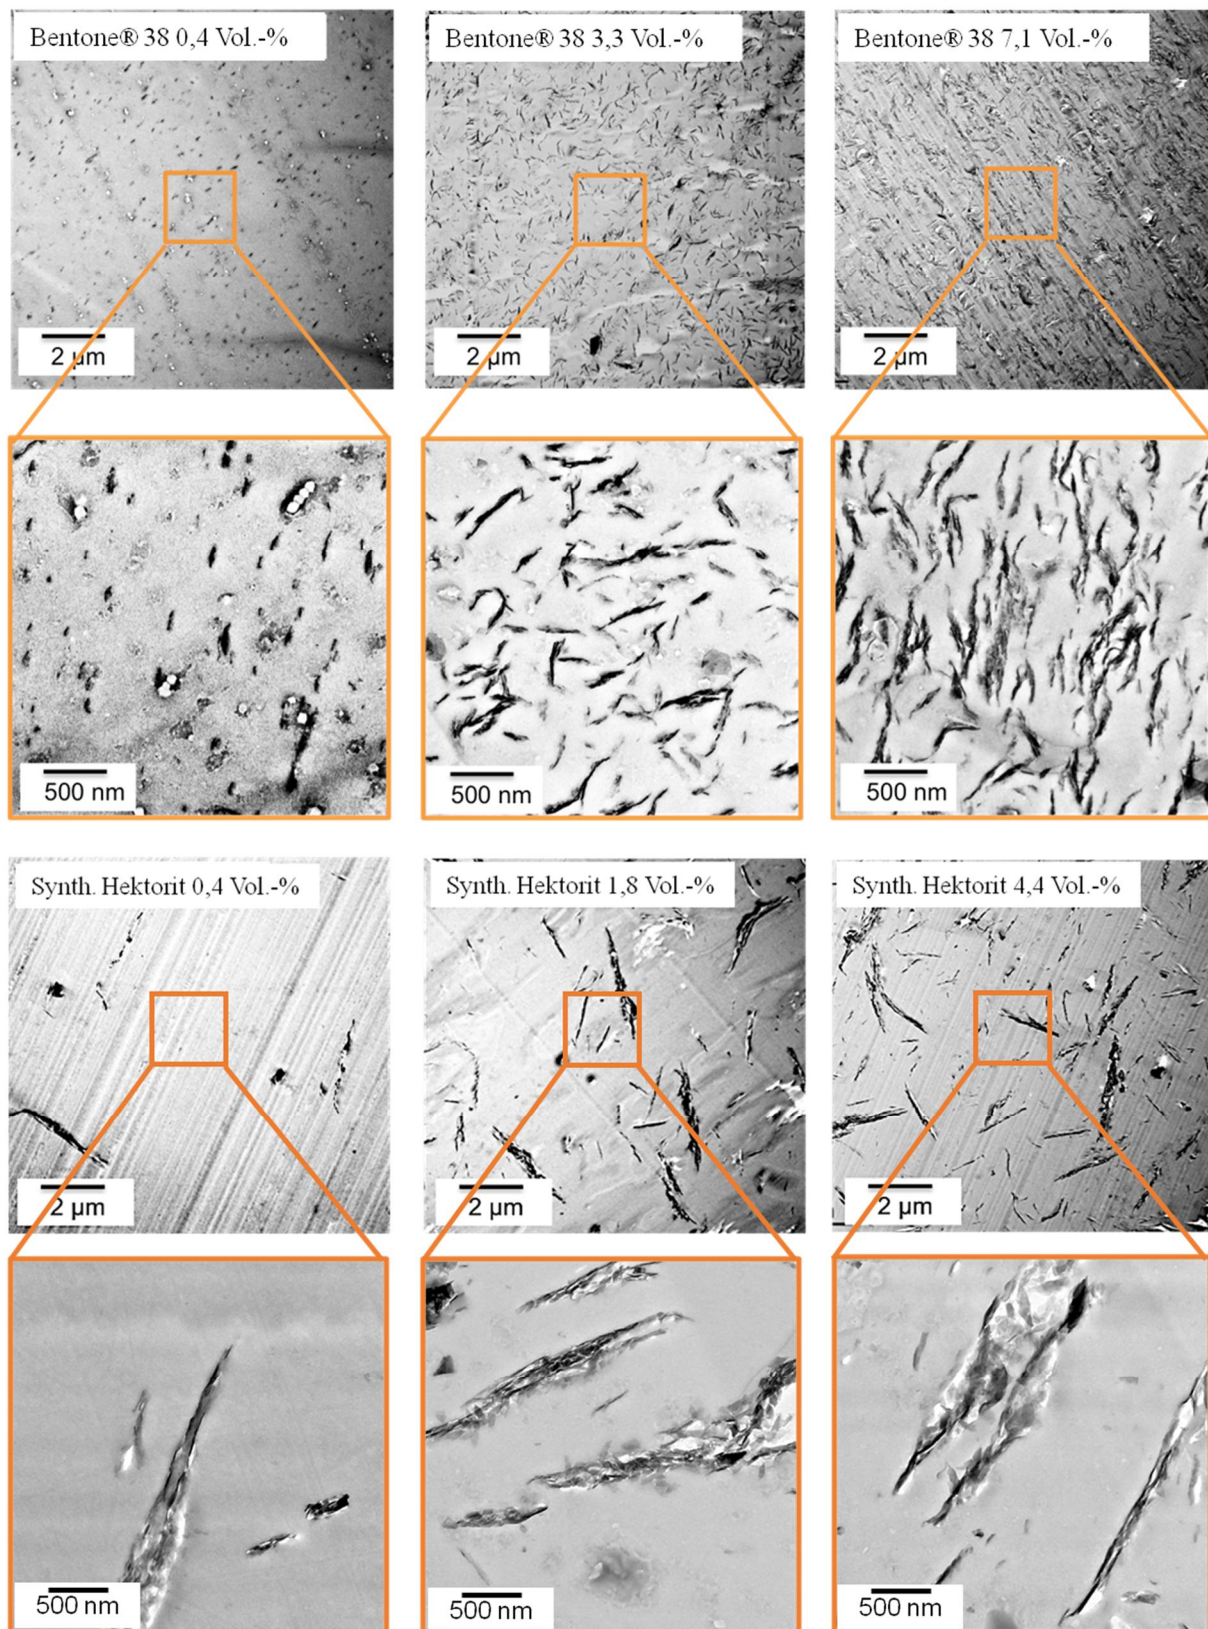 Bentone® 38 0,4 Vol.-%
Bentone® 38 3,3 Vol.-%
Bentone® 38 7,1 Vol.-%
2 µm
2 µm
2 µm
500 nm
500 nm
500 nm
Synth. Hektorit 0,4 Vol.-%
Synth. Hektorit 1,8 Vol.-%
Synth. Hektorit 4,4 Vol.-%
2 µm
2 µm
2 µm
500 nm
500 nm
500 nm